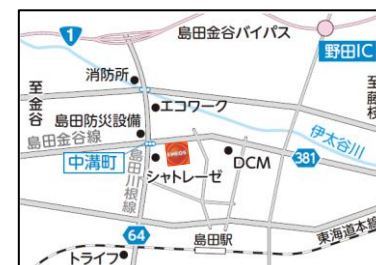 1
島田金谷バイパス
野田IC
消防所
至金谷
エコワーク
至藤枝
島田防災設備
島田金谷線
伊太谷川
中溝町
ENEOS
シャトレーゼ
DCM
381
島田川根線
64
島田駅
東海道本線
トライフ